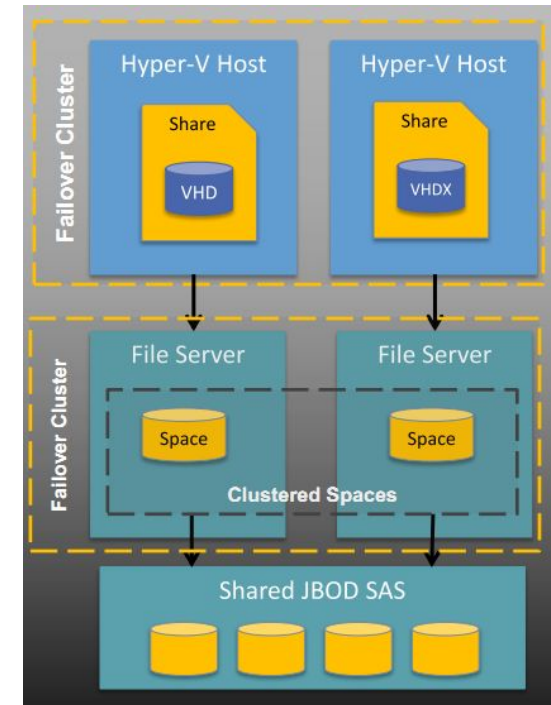 Failover Cluster
Hyper-V Host
Hyper-V Host
Share
Share
VHD
VHDX
Failover Cluster
File Server
File Server
Space
Space
Clustered Spaces
Shared JBOD SAS